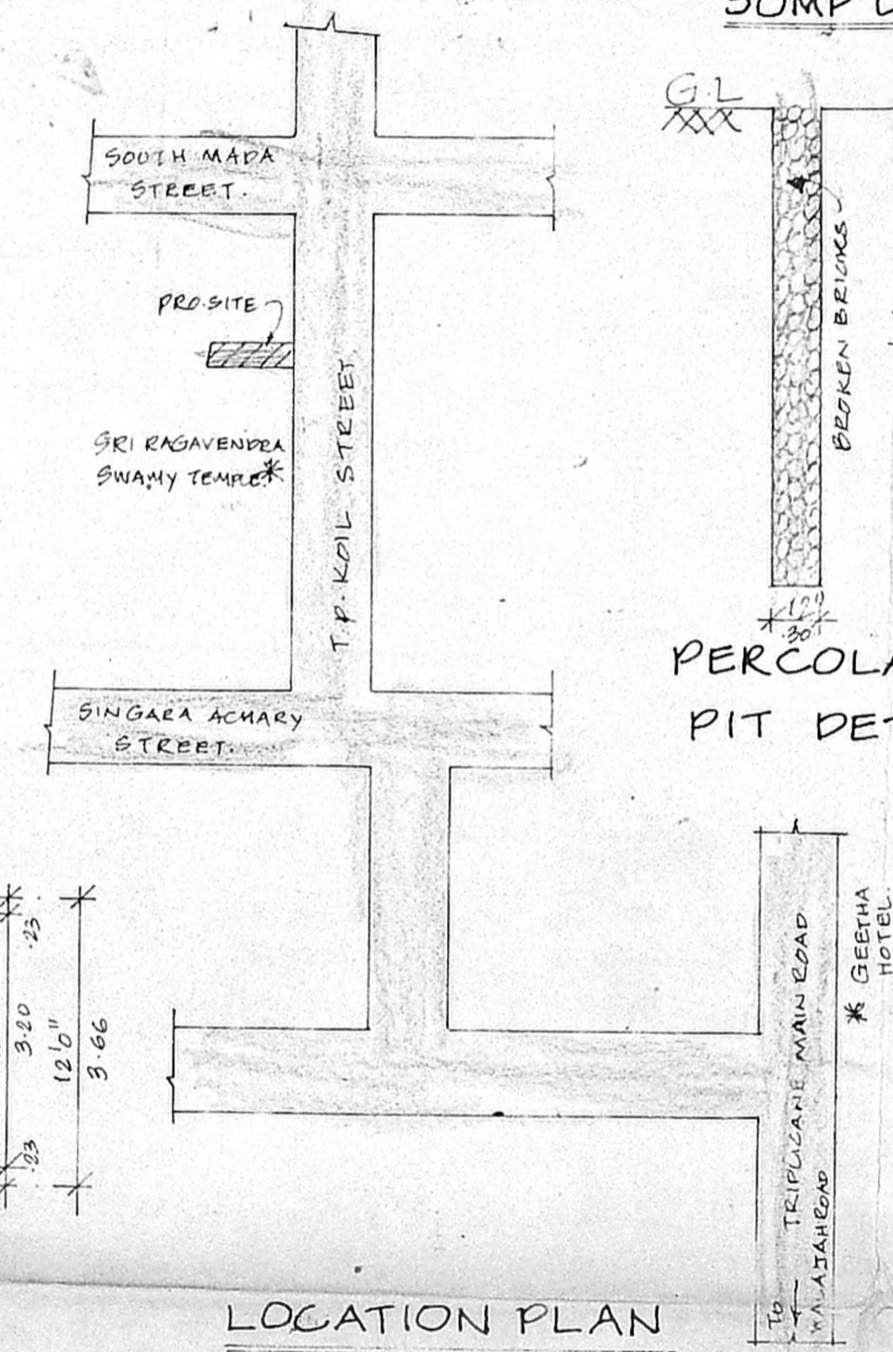 SUMP D
G.L
SOUTH MADA
STREET.
PRO.SITE
BROKEN BRICKS
SRI RAGAVENDRA
SWAMY TEMPLE
T.P. KOIL STREET
.30
PERCOLA
PIT DET
SINGARA ACHARY
STREET.
.23
3.20
.23
12'0"
3.66
GEETHA
HOTEL.
TRIPLICANE MAIN ROAD
TO
WALAJAH ROAD
LOCATION PLAN